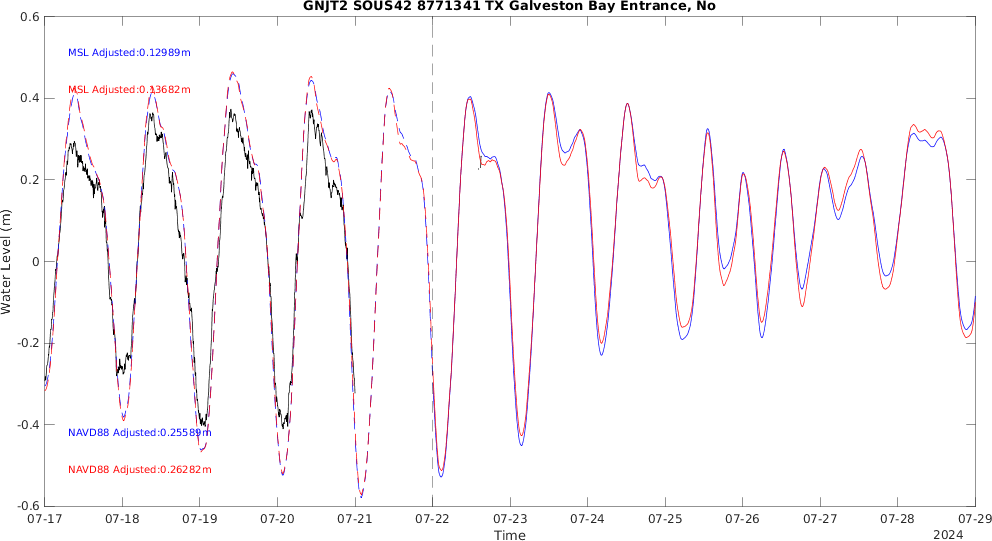 GNJT2 SOUS42 8771341 TX Galveston Bay Entrance, No
0.6
0.4
0.2
0
-0.2
-0.4
-0.6
Water Level (m)
MSL Adjusted:0.12989m
MSL Adjusted:0.13682m
NAVD88 Adjusted:0.25589m
NAVD88 Adjusted:0.26282m
07-17 07-18 07-19 07-20 07-21 07-22 07-23 07-24 07-25 07-26 07-27 07-28 07-29
Time
2024